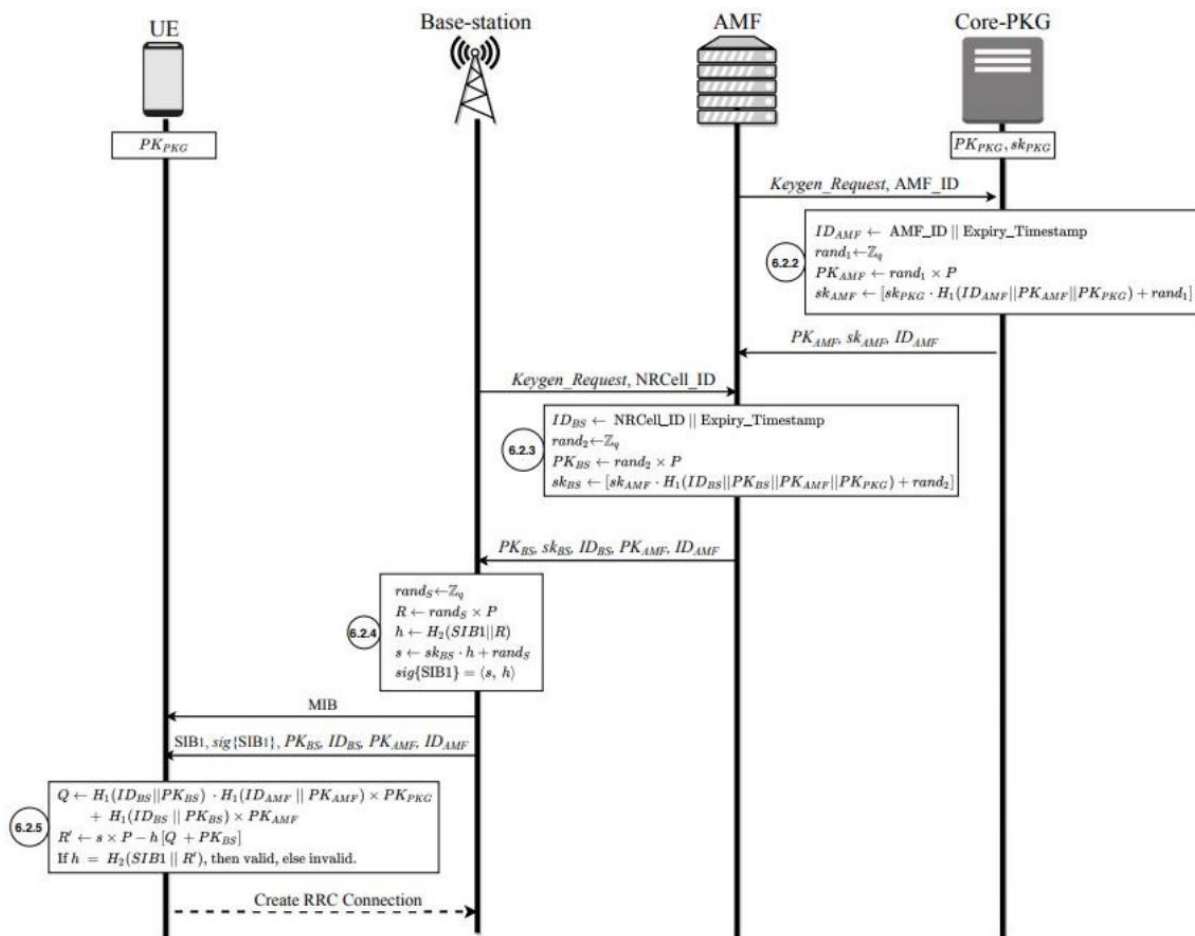 UE
Base-station
AMF
Core-PKG
PK_PKG
PK_PKG, sk_PKG
Keygen_Request, AMF_ID
6.2.2
ID_AMF ← AMF_ID || Expiry_Timestamp
rand_1←ℤ_q
PK_AMF ← rand_1 × P
sk_AMF ← [sk_PKG · H_1(ID_AMF||PK_AMF||PK_PKG) + rand_1]
PK_AMF, sk_AMF, ID_AMF
Keygen_Request, NRCell_ID
6.2.3
ID_BS ← NRCell_ID || Expiry_Timestamp
rand_2←ℤ_q
PK_BS ← rand_2 × P
sk_BS ← [sk_AMF · H_1(ID_BS||PK_BS||PK_AMF||PK_PKG) + rand_2]
PK_BS, sk_BS, ID_BS, PK_AMF, ID_AMF
6.2.4
rand_S←ℤ_q
R ← rand_S × P
h ← H_2(SIB1||R)
s ← sk_BS · h + rand_S
sig{SIB1} = ⟨s, h⟩
MIB
SIB1, sig{SIB1}, PK_BS, ID_BS, PK_AMF, ID_AMF
6.2.5
Q ← H_1(ID_BS||PK_BS) · H_1(ID_AMF || PK_AMF) × PK_PKG
+ H_1(ID_BS || PK_BS) × PK_AMF
R′ ← s × P − h [Q + PK_BS]
If h = H_2(SIB1 || R′), then valid, else invalid.
Create RRC Connection